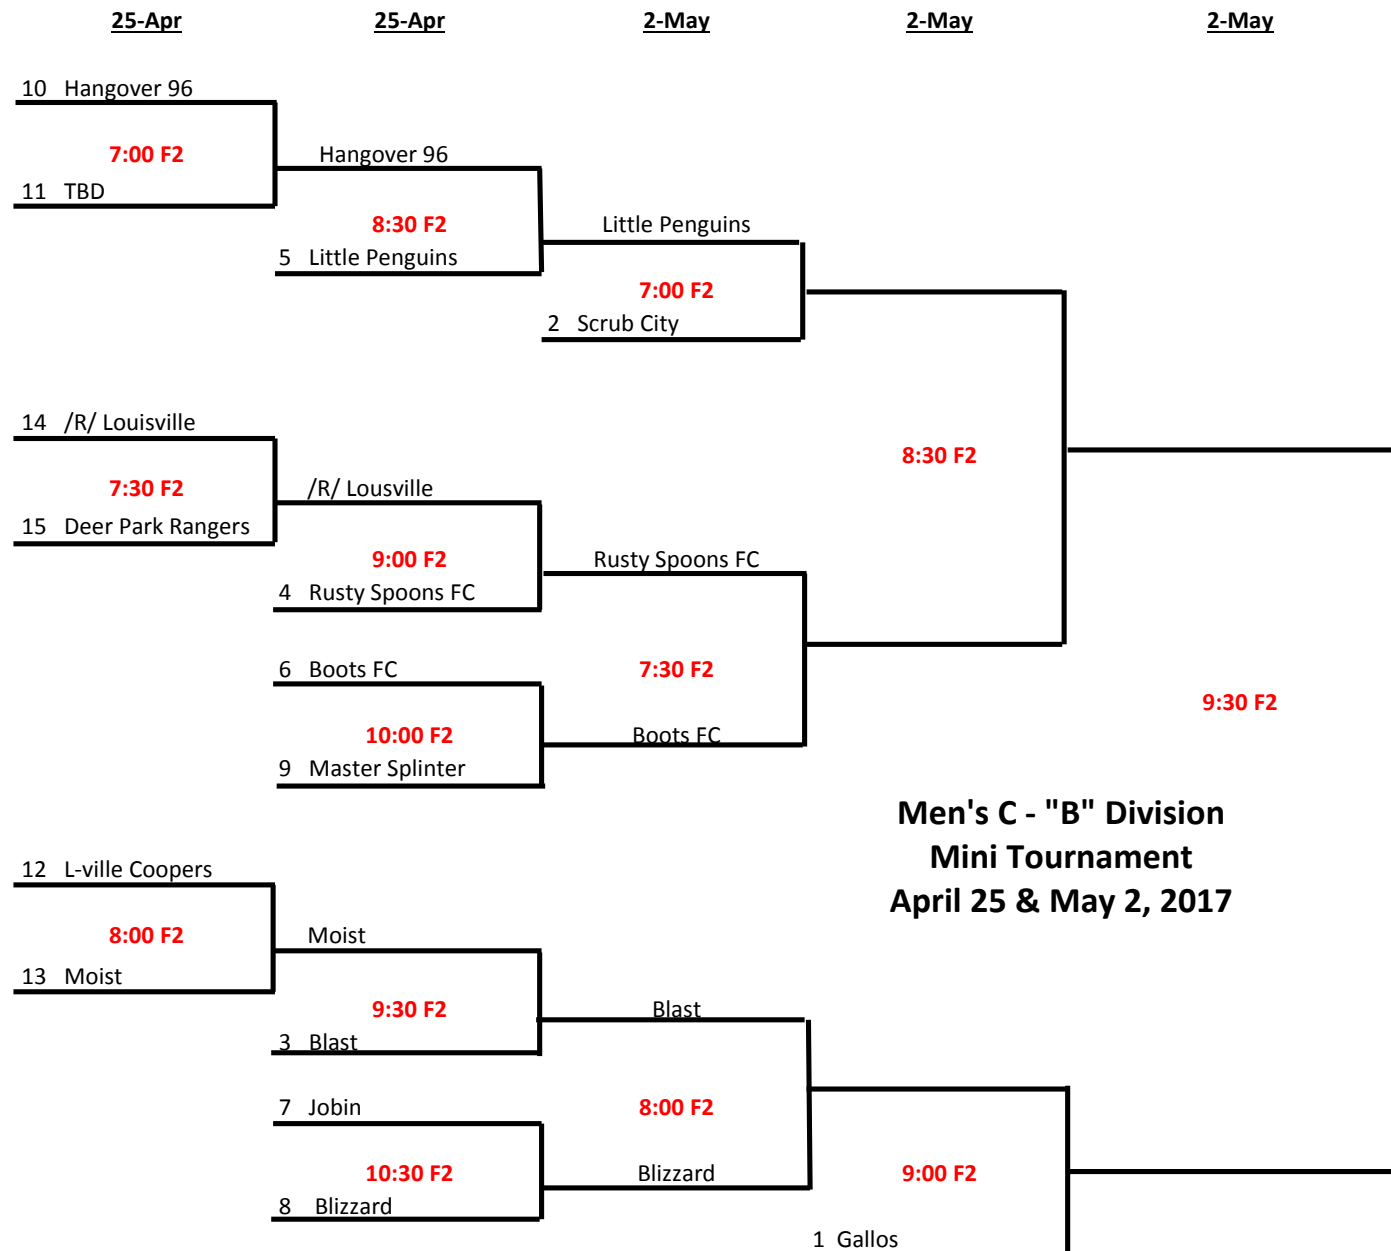 25-Apr 25-Apr 2-May 2-May 2-May
10 Hangover 96
7:00 F2
Hangover 96
11 TBD
8:30 F2
Little Penguins
5 Little Penguins
7:00 F2
2 Scrub City
14 /R/ Louisville
8:30 F2
7:30 F2
/R/ Lousville
15 Deer Park Rangers
9:00 F2
Rusty Spoons FC
4 Rusty Spoons FC
6 Boots FC
7:30 F2
9:30 F2
10:00 F2
Boots FC
9 Master Splinter
Men's C - "B" Division
Mini Tournament
April 25 & May 2, 2017
12 L-ville Coopers
8:00 F2
Moist
13 Moist
9:30 F2
Blast
3 Blast
7 Jobin
8:00 F2
10:30 F2
Blizzard
9:00 F2
8 Blizzard
1 Gallos